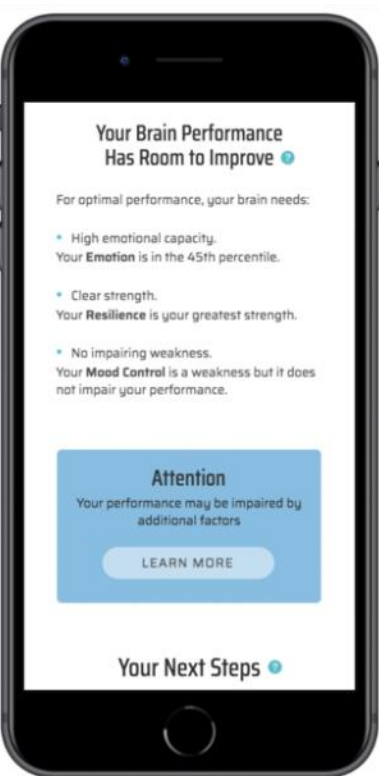 Your Brain Performance
Has Room to Improve ?
For optimal performance, your brain needs:
• High emotional capacity.
Your Emotion is in the 45th percentile.
• Clear strength.
Your Resilience is your greatest strength.
• No impairing weakness.
Your Mood Control is a weakness but it does
not impair your performance.
Attention
Your performance may be impaired by
additional factors
LEARN MORE
Your Next Steps ?